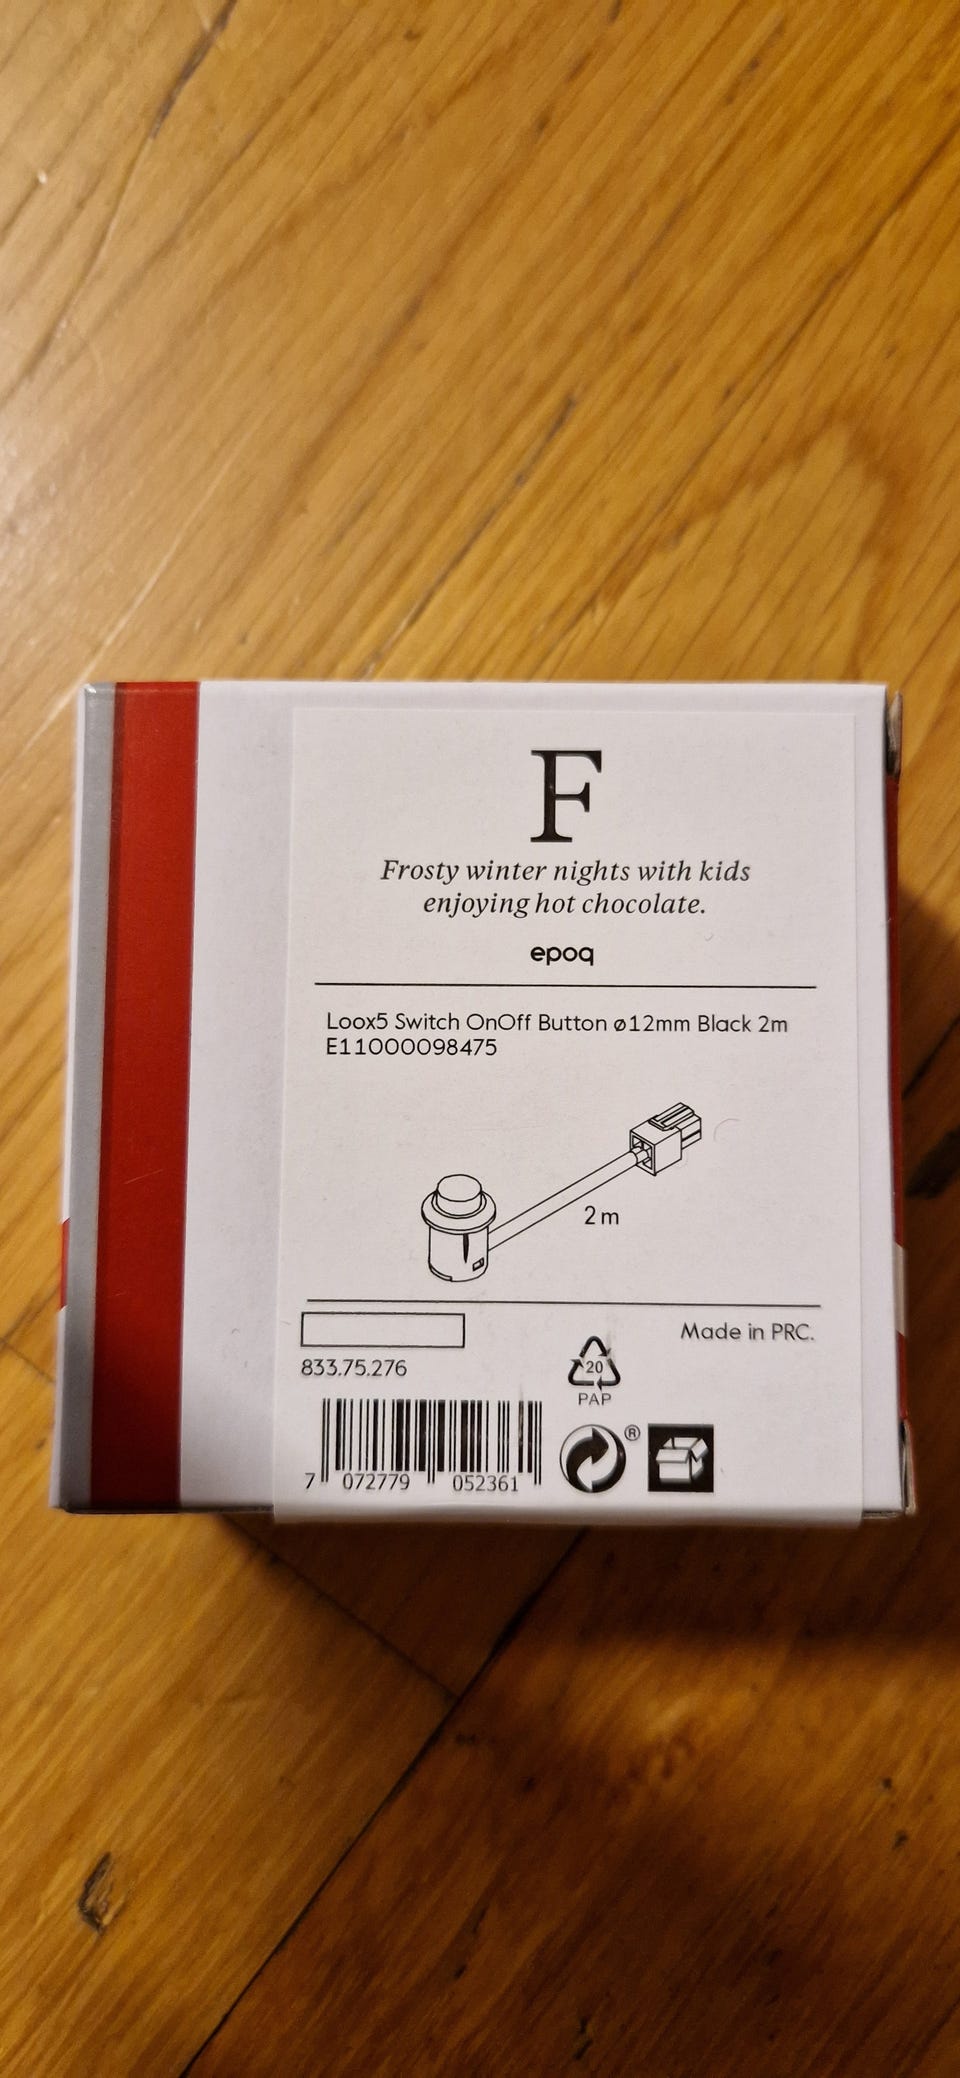 F
Frosty winter nights with kids
enjoying hot chocolate.
epoq
Loox5 Switch OnOff Button ø12mm Black 2m
E11000098475
2 m
833.75.276
Made in PRC.
20
PAP
®
7 072779 052361